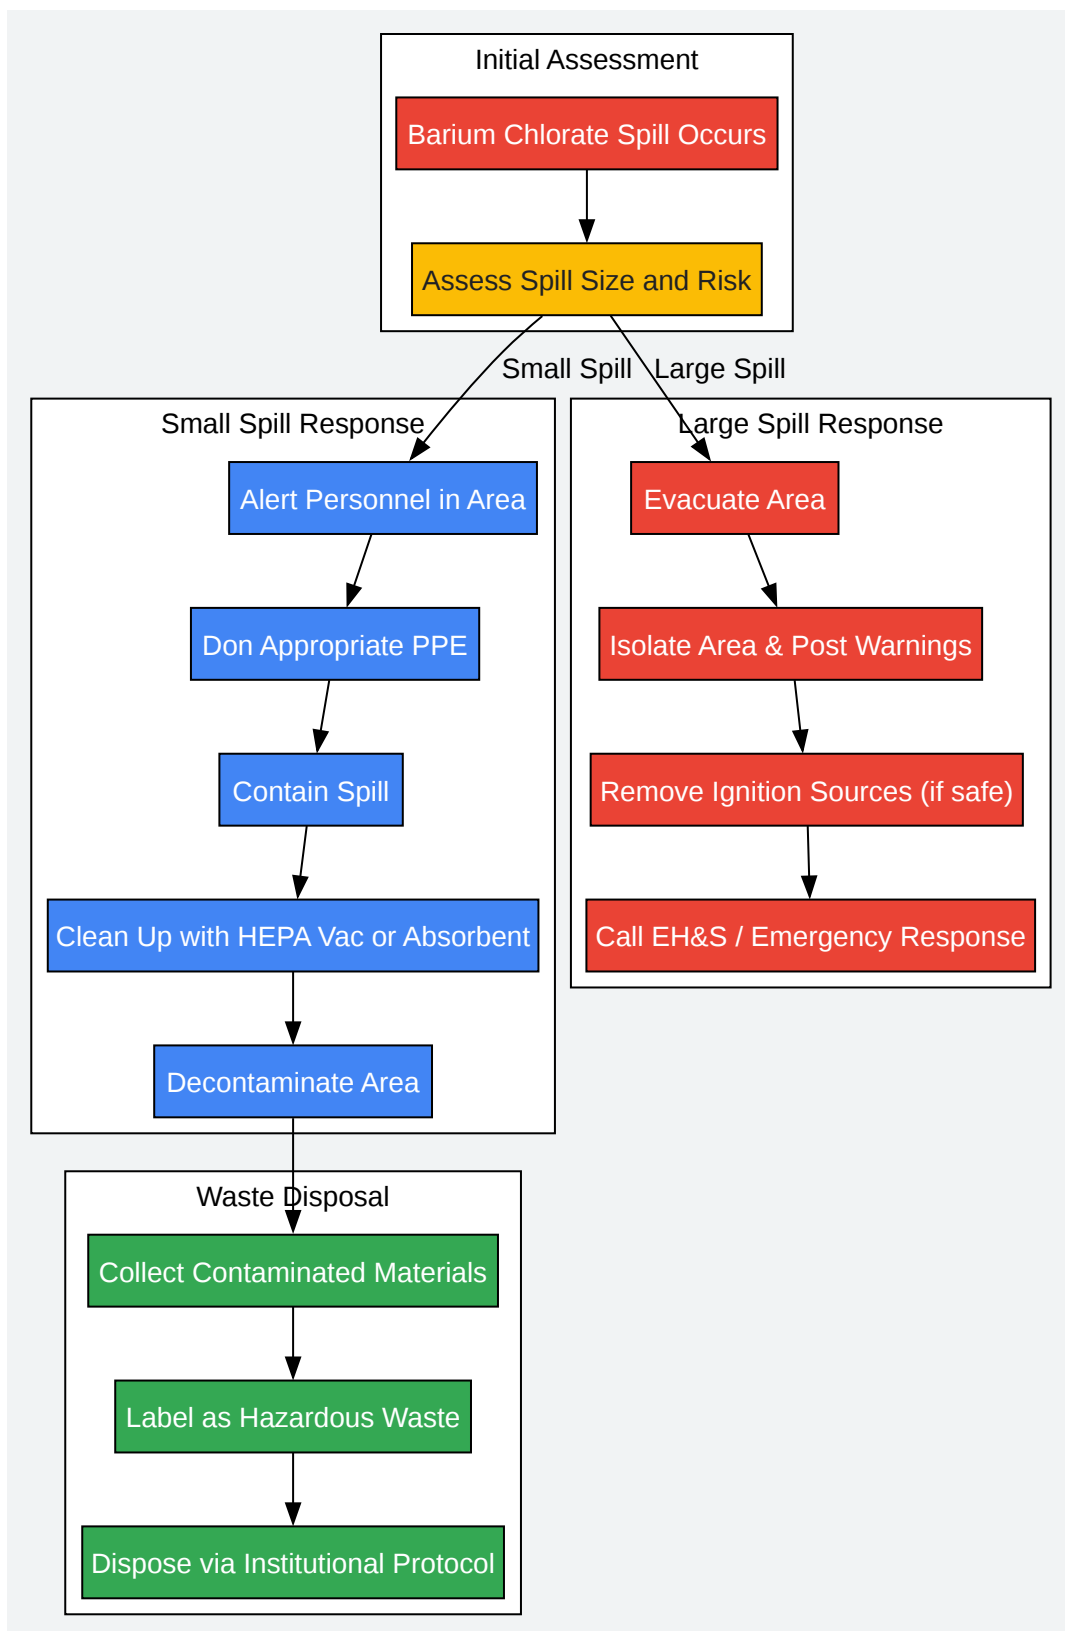 Initial Assessment
Barium Chlorate Spill Occurs
Assess Spill Size and Risk
Small Spill
Large Spill
Small Spill Response
Alert Personnel in Area
Don Appropriate PPE
Contain Spill
Clean Up with HEPA Vac or Absorbent
Decontaminate Area
Large Spill Response
Evacuate Area
Isolate Area & Post Warnings
Remove Ignition Sources (if safe)
Call EH&S / Emergency Response
Waste Disposal
Collect Contaminated Materials
Label as Hazardous Waste
Dispose via Institutional Protocol